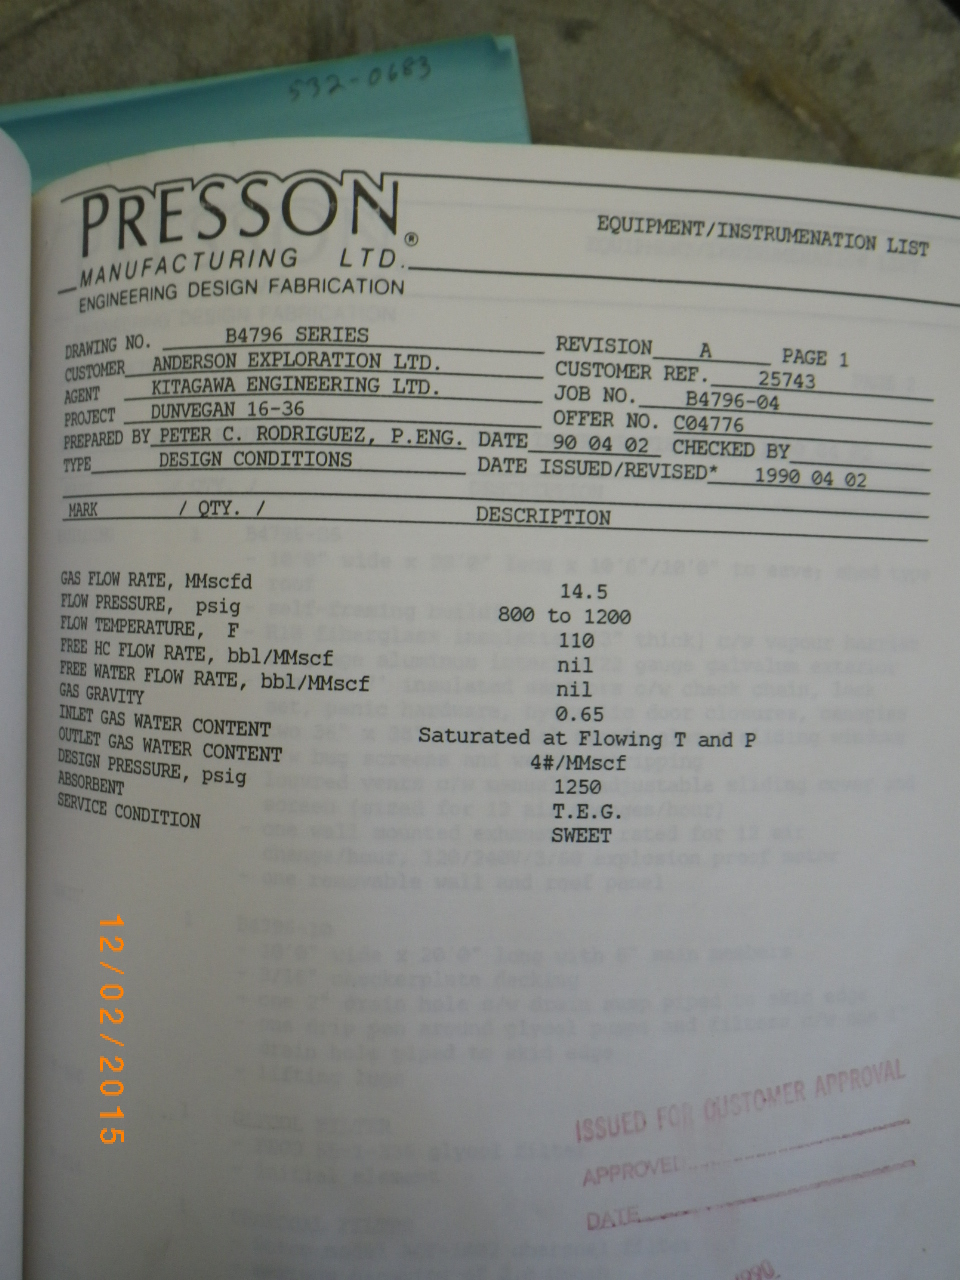 532-0683
PRESSON®
MANUFACTURING LTD.
ENGINEERING DESIGN FABRICATION
EQUIPMENT/INSTRUMENATION LIST
DRAWING NO. B4796 SERIES
REVISION A PAGE 1
CUSTOMER ANDERSON EXPLORATION LTD.
CUSTOMER REF. 25743
AGENT KITAGAWA ENGINEERING LTD.
JOB NO. B4796-04
PROJECT DUNVEGAN 16-36
OFFER NO. C04776
PREPARED BY PETER C. RODRIGUEZ, P.ENG. DATE 90 04 02 CHECKED BY
TYPE DESIGN CONDITIONS DATE ISSUED/REVISED* 1990 04 02
MARK / QTY. / DESCRIPTION
GAS FLOW RATE, MMscfd 14.5
FLOW PRESSURE, psig 800 to 1200
FLOW TEMPERATURE, F 110
FREE HC FLOW RATE, bbl/MMscf nil
FREE WATER FLOW RATE, bbl/MMscf nil
GAS GRAVITY 0.65
INLET GAS WATER CONTENT Saturated at Flowing T and P
OUTLET GAS WATER CONTENT 4#/MMscf
DESIGN PRESSURE, psig 1250
ABSORBENT T.E.G.
SERVICE CONDITION SWEET
12/02/2015
ISSUED FOR CUSTOMER APPROVAL
APPROVED
DATE
1990